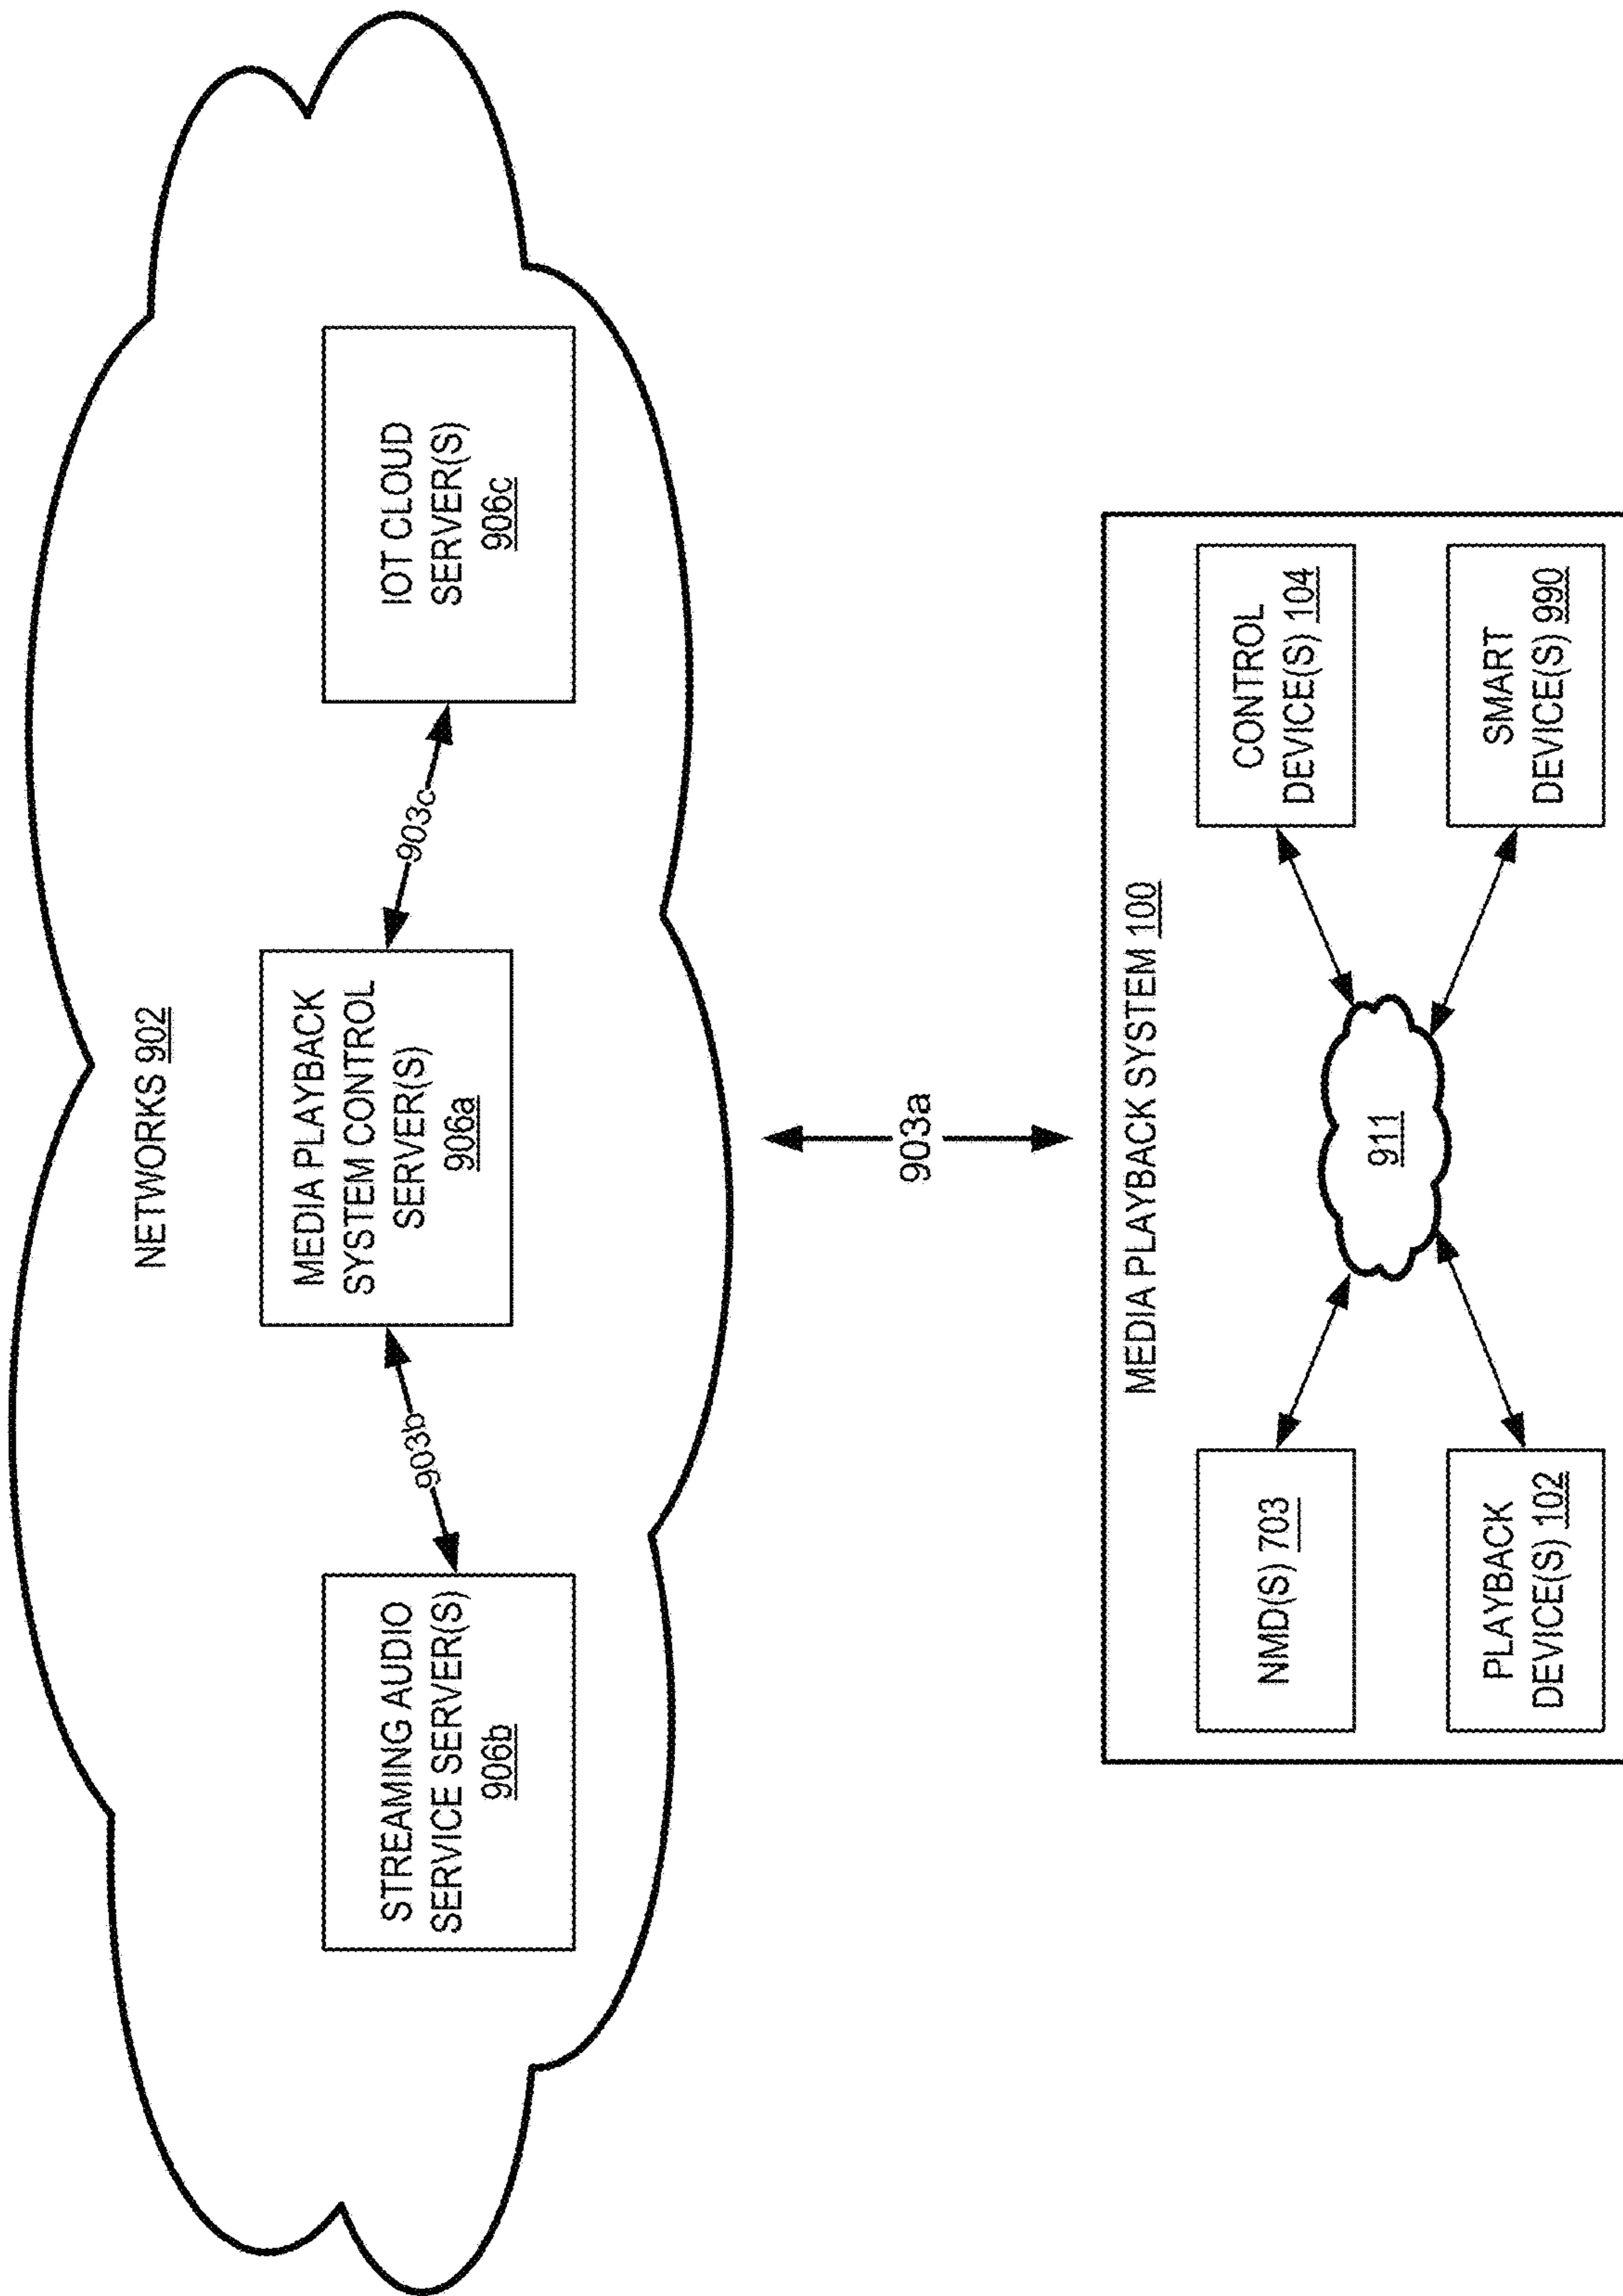 NETWORKS 902
STREAMING AUDIO
SERVICE SERVER(S)
906b
903b
MEDIA PLAYBACK
SYSTEM CONTROL
SERVER(S)
906a
903c
IOT CLOUD
SERVER(S)
906c
903a
MEDIA PLAYBACK SYSTEM 100
NMD(S) 703
CONTROL
DEVICE(S) 104
911
PLAYBACK
DEVICE(S) 102
SMART
DEVICE(S) 990